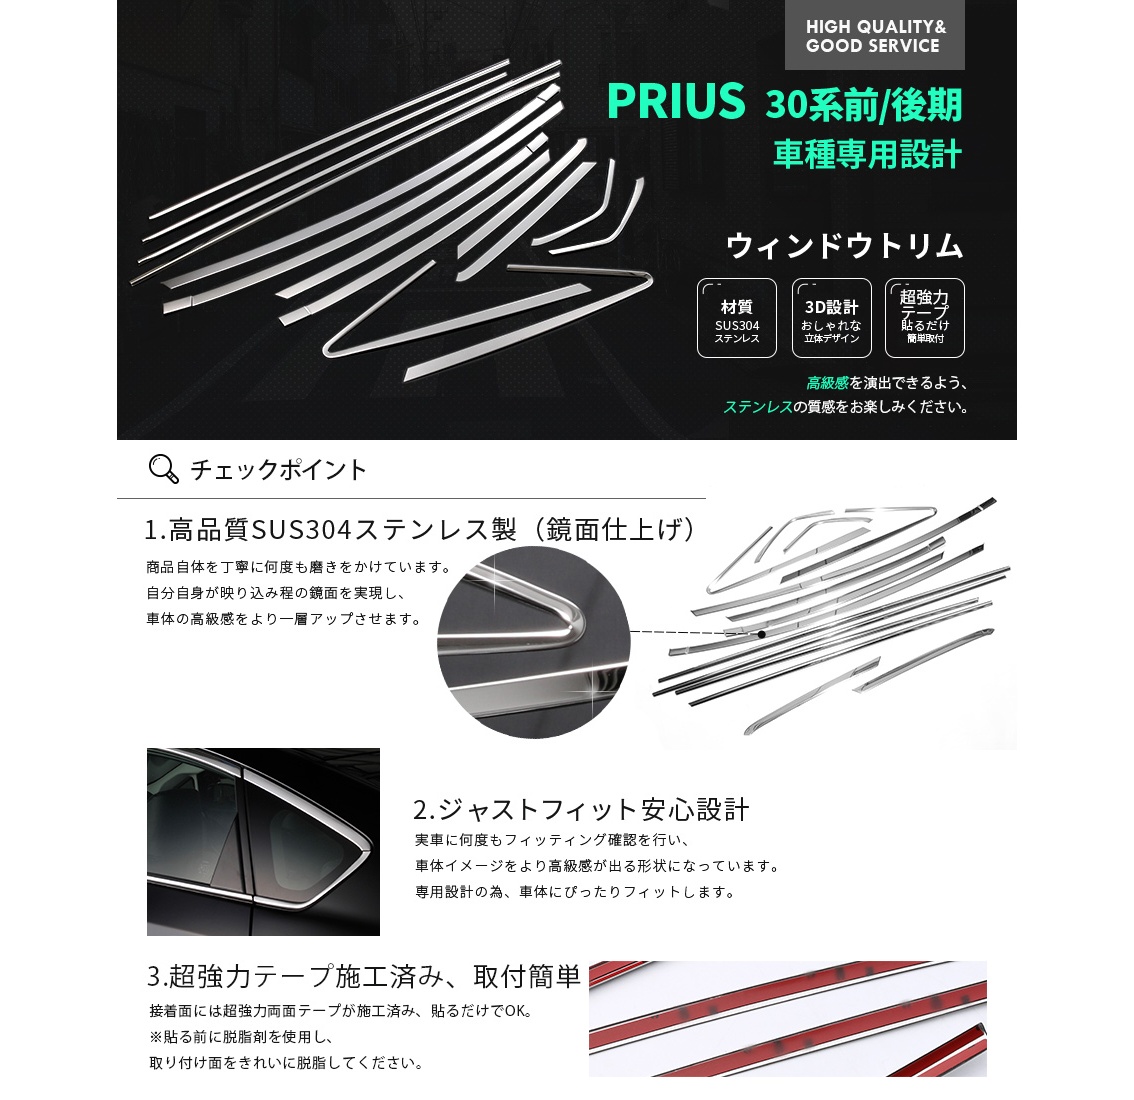 HIGH QUALITY&
GOOD SERVICE
PRIUS 30系前/後期
車種専用設計
ウィンドウトリム
材質
SUS304
ステンレス
3D設計
おしゃれな
立体デザイン
超強力
テープ
貼るだけ
簡単取付
高級感を演出できるよう、
ステンレスの質感をお楽しみください。
チェックポイント
1.高品質SUS304ステンレス製（鏡面仕上げ）
商品自体を丁寧に何度も磨きをかけています。
自分自身が映り込み程の鏡面を実現し、
車体の高級感をより一層アップさせます。
2.ジャストフィット安心設計
実車に何度もフィッティング確認を行い、
車体イメージをより高級感が出る形状になっています。
専用設計の為、車体にぴったりフィットします。
3.超強力テープ施工済み、取付簡単
接着面には超強力両面テープが施工済み、貼るだけでOK。
※貼る前に脱脂剤を使用し、
取り付け面をきれいに脱脂してください。